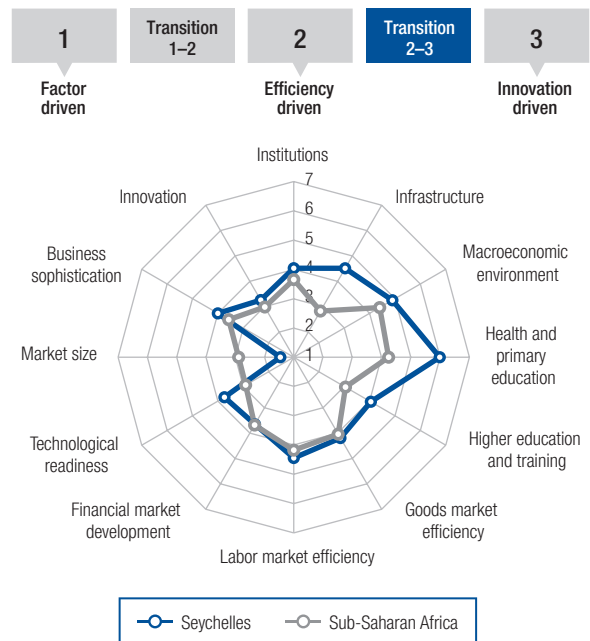 1
Transition
1–2
2
Transition
2–3
3
Factor
driven
Efficiency
driven
Innovation
driven
Institutions
Infrastructure
Macroeconomic
environment
Health and
primary
education
Higher education
and training
Goods market
efficiency
Labor market efficiency
Financial market
development
Technological
readiness
Market size
Business
sophistication
Innovation
7
6
5
4
3
2
1
Seychelles
Sub-Saharan Africa